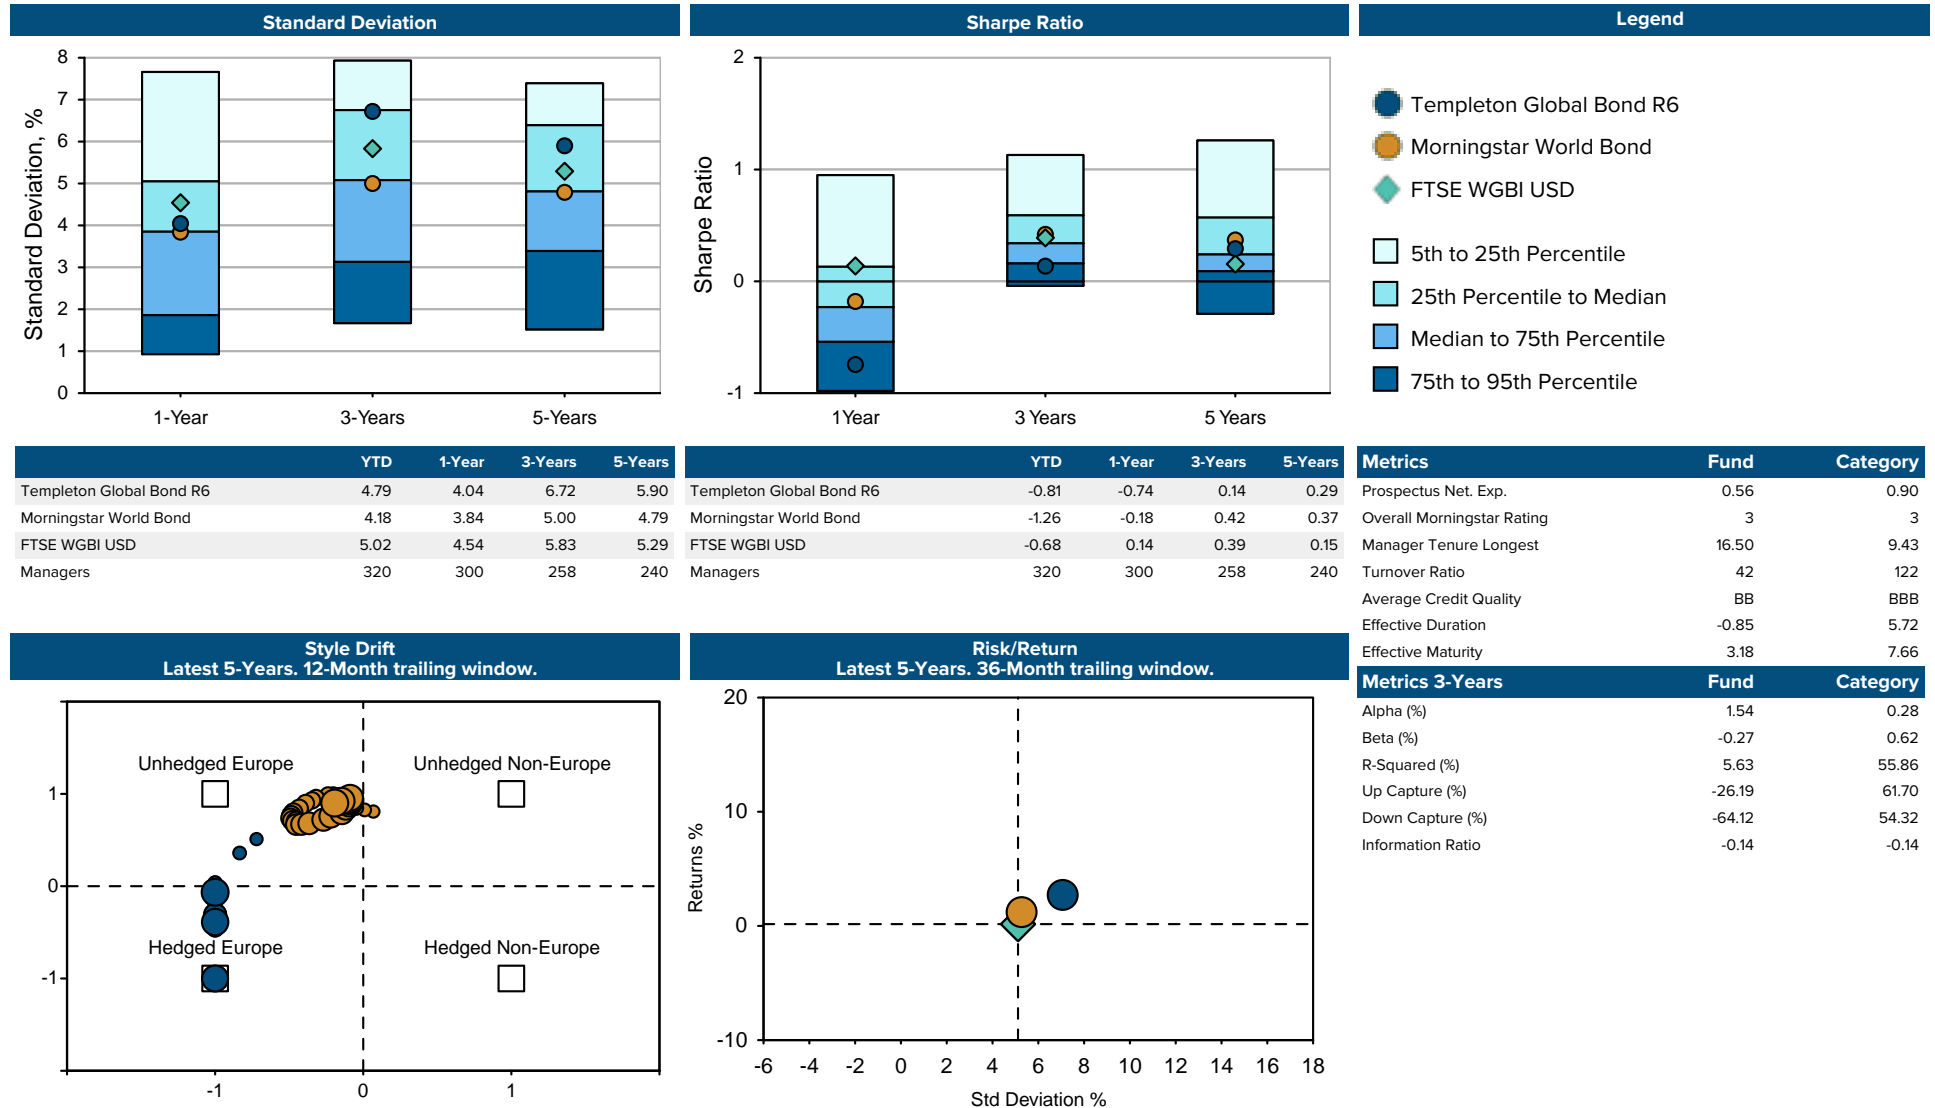 Standard Deviation
Sharpe Ratio
Legend
8
7
6
5
4
3
2
1
0
Standard Deviation, %
1-Year
3-Years
5-Years
2
1
0
-1
Sharpe Ratio
1Year
3 Years
5 Years
Templeton Global Bond R6
Morningstar World Bond
FTSE WGBI USD
5th to 25th Percentile
25th Percentile to Median
Median to 75th Percentile
75th to 95th Percentile
YTD 1-Year 3-Years 5-Years
Templeton Global Bond R6 4.79 4.04 6.72 5.90
Morningstar World Bond 4.18 3.84 5.00 4.79
FTSE WGBI USD 5.02 4.54 5.83 5.29
Managers 320 300 258 240
YTD 1-Year 3-Years 5-Years
Templeton Global Bond R6 -0.81 -0.74 0.14 0.29
Morningstar World Bond -1.26 -0.18 0.42 0.37
FTSE WGBI USD -0.68 0.14 0.39 0.15
Managers 320 300 258 240
Metrics Fund Category
Prospectus Net. Exp. 0.56 0.90
Overall Morningstar Rating 3 3
Manager Tenure Longest 16.50 9.43
Turnover Ratio 42 122
Average Credit Quality BB BBB
Effective Duration -0.85 5.72
Effective Maturity 3.18 7.66
Metrics 3-Years Fund Category
Alpha (%) 1.54 0.28
Beta (%) -0.27 0.62
R-Squared (%) 5.63 55.86
Up Capture (%) -26.19 61.70
Down Capture (%) -64.12 54.32
Information Ratio -0.14 -0.14
Style Drift
Latest 5-Years. 12-Month trailing window.
Unhedged Europe
Unhedged Non-Europe
Hedged Europe
Hedged Non-Europe
1
0
-1
-1
0
1
Risk/Return
Latest 5-Years. 36-Month trailing window.
20
10
0
-10
Returns %
-6 -4 -2 0 2 4 6 8 10 12 14 16 18
Std Deviation %